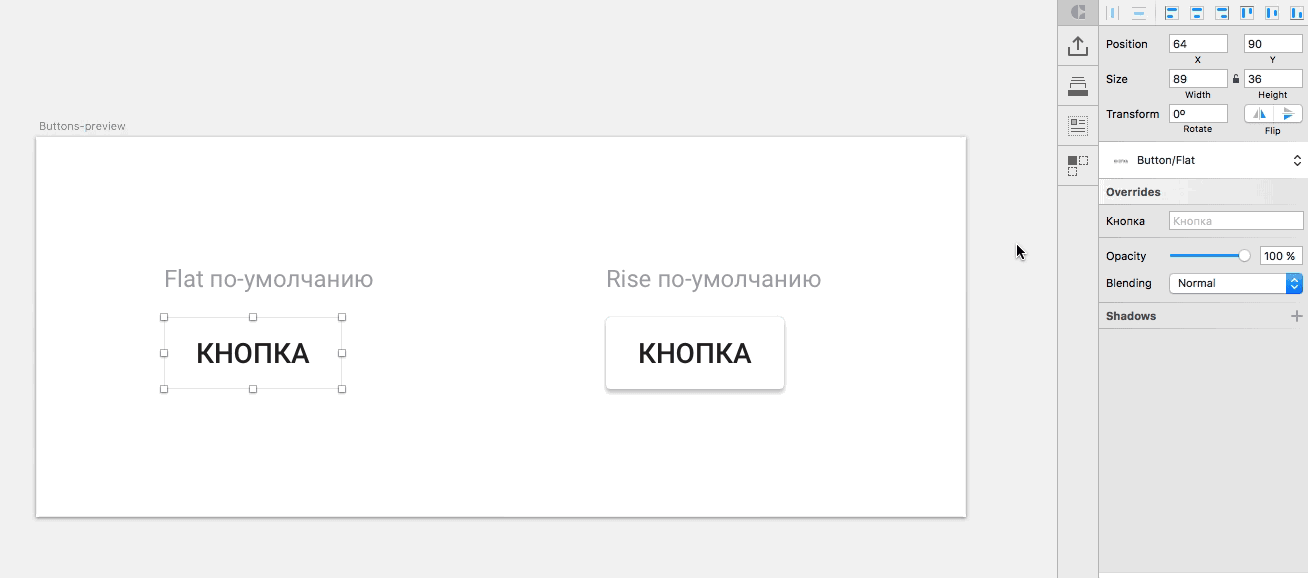 Buttons-preview
Flat по-умолчанию
Rise по-умолчанию
КНОПКА
КНОПКА
Position 64 90
X Y
Size 89 36
Width Height
Transform 0º
Rotate Flip
Button/Flat
Overrides
Кнопка Кнопка
Opacity 100 %
Blending Normal
Shadows